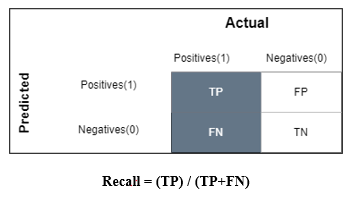 Actual
Positives(1) Negatives(0)
Predicted
Positives(1) TP FP
Negatives(0) FN TN
Recall = (TP) / (TP+FN)